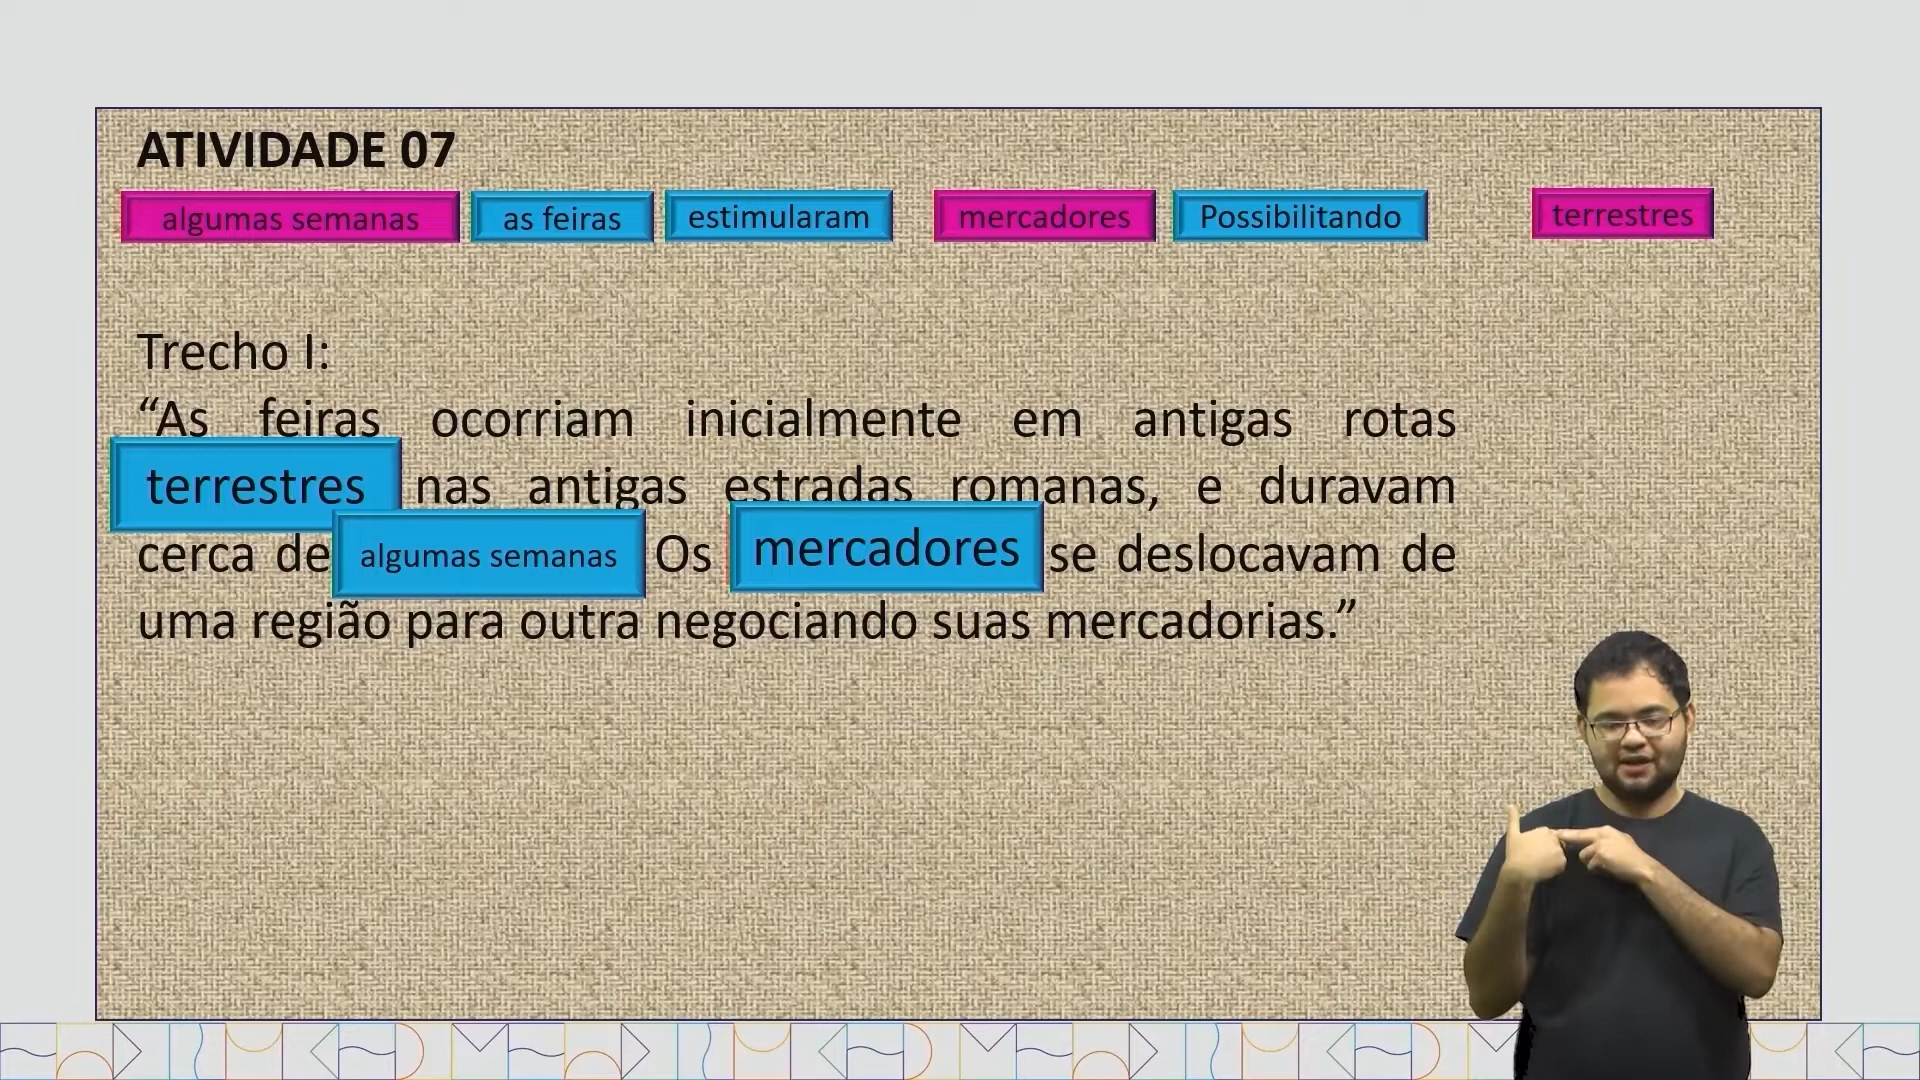 ATIVIDADE 07
algumas semanas as feiras estimularam mercadores Possibilitando terrestres
Trecho I:
“As feiras ocorriam inicialmente em antigas rotas
terrestres nas antigas estradas romanas, e duravam
cerca de algumas semanas Os mercadores se deslocavam de
uma região para outra negociando suas mercadorias.”